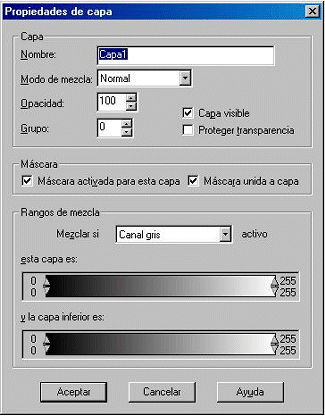 Propiedades de capa
Capa
Nombre: Capa1
Modo de mezcla: Normal
Opacidad: 100
Capa visible
Grupo: 0
Proteger transparencia
Máscara
Máscara activada para esta capa Máscara unida a capa
Rangos de mezcla
Mezclar si Canal gris activo
esta capa es:
0 255
0 255
y la capa inferior es:
0 255
0 255
Aceptar Cancelar Ayuda